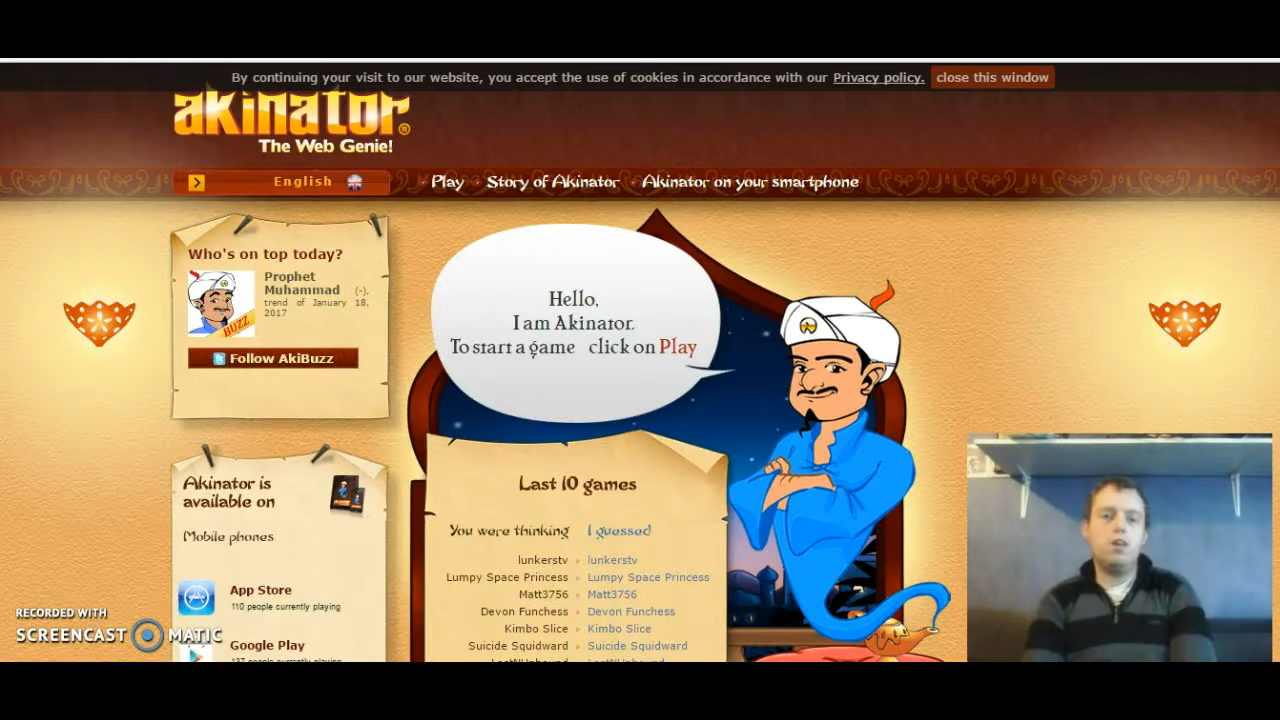 By continuing your visit to our website, you accept the use of cookies in accordance with our Privacy policy. close this window
akinator®
The Web Genie!
English
Play
Story of Akinator
Akinator on your smartphone
Who's on top today?
Prophet
Muhammad (-),
trend of January 18,
2017
BUZZ
Follow AkiBuzz
Hello,
I am Akinator.
To start a game click on Play
Akinator is
available on
Mobile phones
App Store
110 people currently playing
Google Play
137 people currently playing
Last 10 games
You were thinking I guessed
lunkerstv lunkerstv
Lumpy Space Princess Lumpy Space Princess
Matt3756 Matt3756
Devon Funchess Devon Funchess
Kimbo Slice Kimbo Slice
Suicide Squidward Suicide Squidward
RECORDED WITH
SCREENCAST MATIC